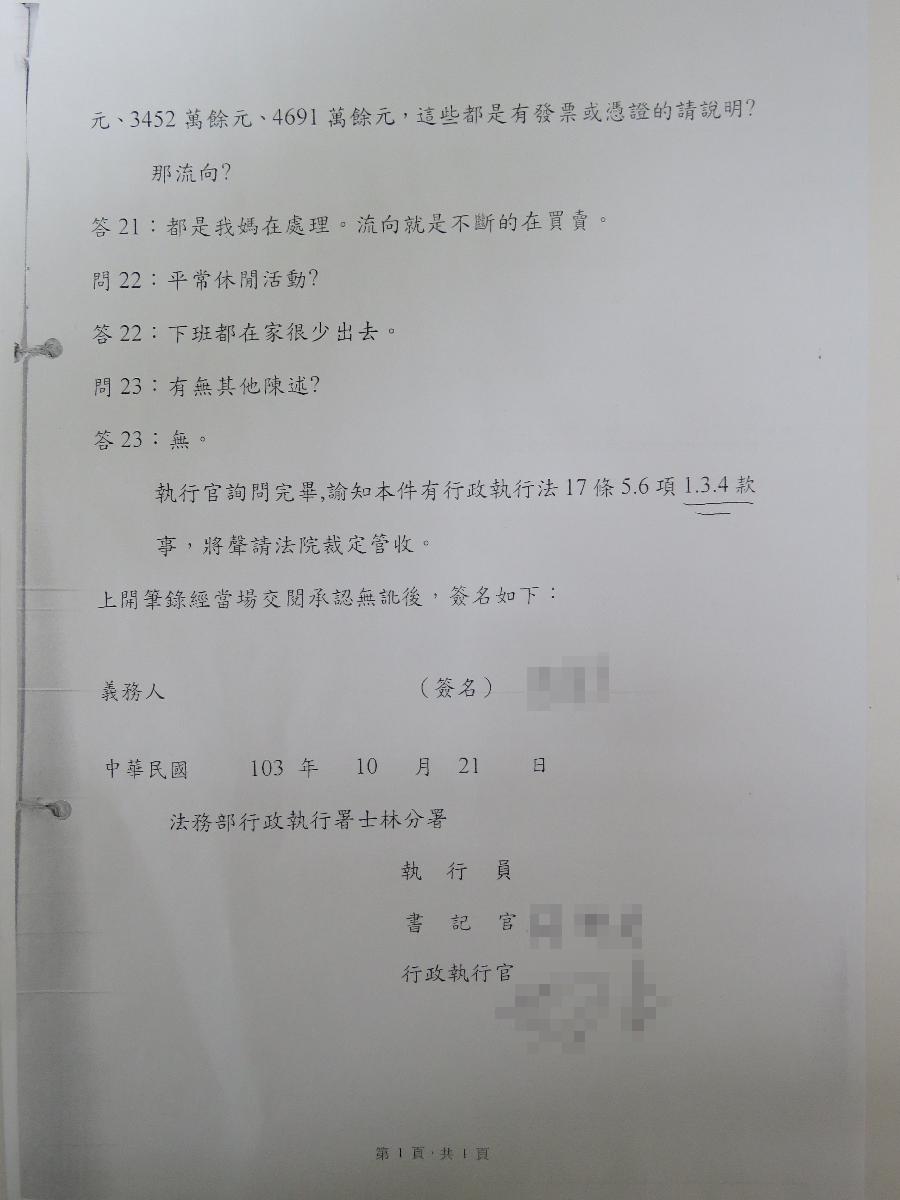 元、3452 萬餘元、4691 萬餘元，這些都是有發票或憑證的請說明?
那流向?
答 21：都是我媽在處理。流向就是不斷的在買賣。
問 22：平常休閒活動?
答 22：下班都在家很少出去。
問 23：有無其他陳述?
答 23：無。
執行官詢問完畢,諭知本件有行政執行法 17 條 5.6 項 1.3.4 款
事，將聲請法院裁定管收。
上開筆錄經當場交閱承認無訛後，簽名如下：
義務人 （簽名）
中華民國 103 年 10 月 21 日
法務部行政執行署士林分署
執 行 員
書 記 官
行政執行官
第 1 頁，共 1 頁